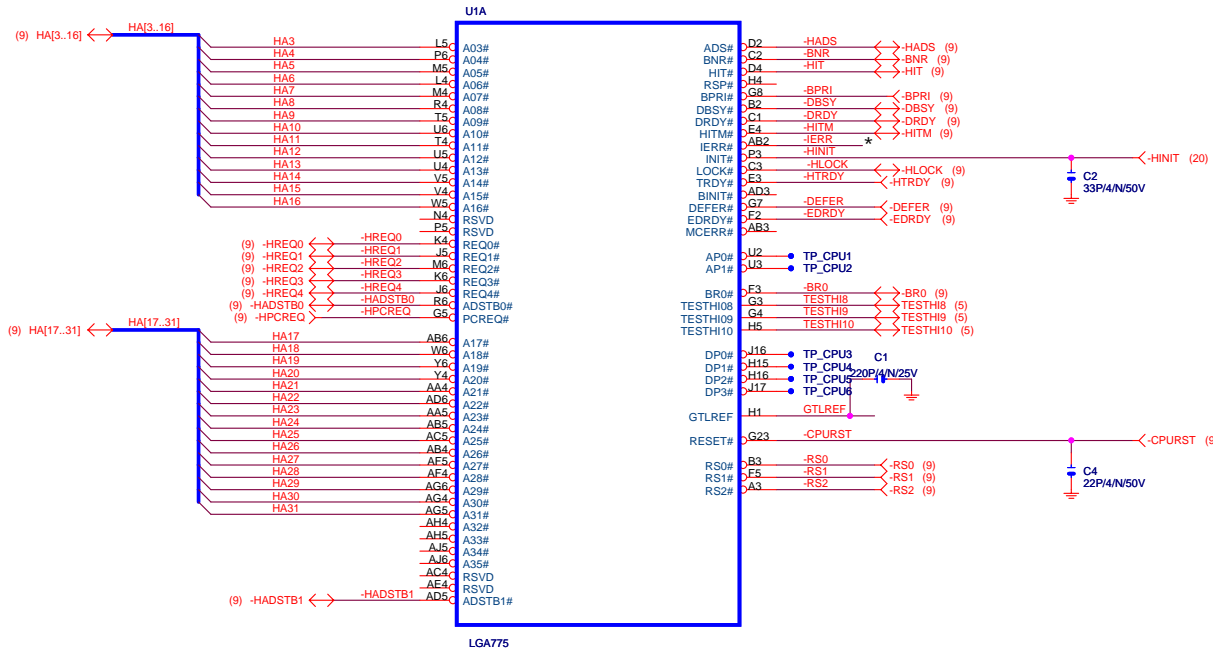 U1A
(9) HA[3..16] HA[3..16]
HA3 L5 A03#
HA4 P6 A04#
HA5 M5 A05#
HA6 L4 A06#
HA7 M4 A07#
HA8 R4 A08#
HA9 T5 A09#
HA10 U6 A10#
HA11 T4 A11#
HA12 U5 A12#
HA13 U4 A13#
HA14 V5 A14#
HA15 V4 A15#
HA16 W5 A16#
N4 RSVD
P5 RSVD
(9) -HREQ0 -HREQ0 K4 REQ0#
(9) -HREQ1 -HREQ1 J5 REQ1#
(9) -HREQ2 -HREQ2 M6 REQ2#
(9) -HREQ3 -HREQ3 K6 REQ3#
(9) -HREQ4 -HREQ4 J6 REQ4#
(9) -HADSTB0 -HADSTB0 R6 ADSTB0#
(9) -HPCREQ -HPCREQ G5 PCREQ#
(9) HA[17..31] HA[17..31]
HA17 AB6 A17#
HA18 W6 A18#
HA19 Y6 A19#
HA20 Y4 A20#
HA21 AA4 A21#
HA22 AD6 A22#
HA23 AA5 A23#
HA24 AB5 A24#
HA25 AC5 A25#
HA26 AB4 A26#
HA27 AF5 A27#
HA28 AF4 A28#
HA29 AG6 A29#
HA30 AG4 A30#
HA31 AG5 A31#
AH4 A32#
AH5 A33#
AJ5 A34#
AJ6 A35#
AC4 RSVD
AE4 RSVD
(9) -HADSTB1 -HADSTB1 AD5 ADSTB1#
ADS# D2 -HADS -HADS (9)
BNR# C2 -BNR -BNR (9)
HIT# D4 -HIT -HIT (9)
RSP# H4
BPRI# G8 -BPRI -BPRI (9)
DBSY# B2 -DBSY -DBSY (9)
DRDY# C1 -DRDY -DRDY (9)
HITM# E4 -HITM -HITM (9)
IERR# AB2 -IERR *
INIT# P3 -HINIT -HINIT (20)
C2
33P/4/N/50V
LOCK# C3 -HLOCK -HLOCK (9)
TRDY# E3 -HTRDY -HTRDY (9)
BINIT# AD3
DEFER# G7 -DEFER -DEFER (9)
EDRDY# F2 -EDRDY -EDRDY (9)
MCERR# AB3
AP0# U2 TP_CPU1
AP1# U3 TP_CPU2
BR0# F3 -BR0 -BR0 (9)
TESTHI08 G3 TESTHI8 TESTHI8 (5)
TESTHI09 G4 TESTHI9 TESTHI9 (5)
TESTHI10 H5 TESTHI10 TESTHI10 (5)
DP0# J16 TP_CPU3
DP1# H15 TP_CPU4
DP2# H16 TP_CPU5
DP3# J17 TP_CPU6
C1
220P/4/N/25V
GTLREF H1 GTLREF
RESET# G23 -CPURST -CPURST (9
C4
22P/4/N/50V
RS0# B3 -RS0 -RS0 (9)
RS1# F5 -RS1 -RS1 (9)
RS2# A3 -RS2 -RS2 (9)
LGA775